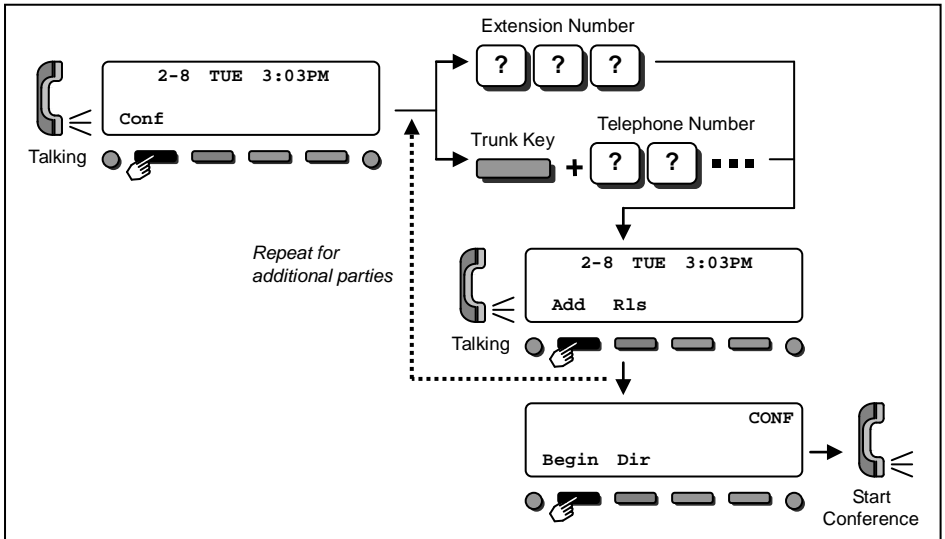 Extension Number
? ? ?
2-8 TUE 3:03PM
Conf
Talking
Trunk Key
Telephone Number
+ ? ? ...
Repeat for
additional parties
2-8 TUE 3:03PM
Add Rls
Talking
CONF
Begin Dir
Start
Conference